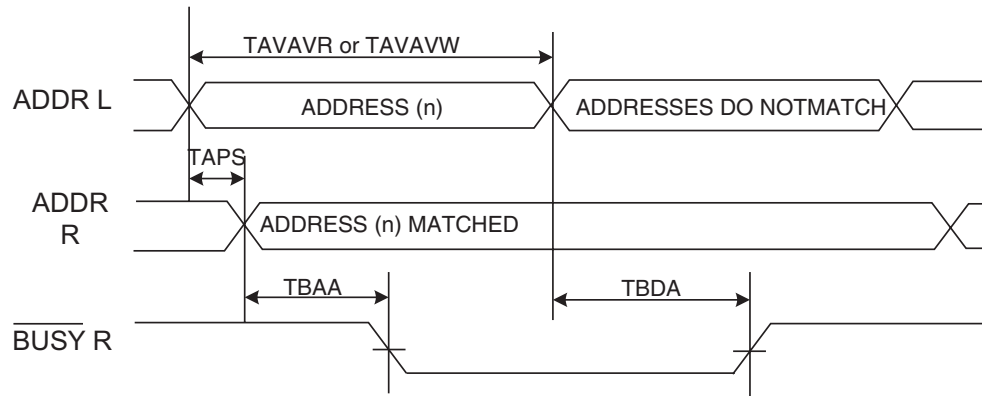 TAVAVR or TAVAVW
ADDR L
ADDRESS (n)
ADDRESSES DO NOTMATCH
TAPS
ADDR
R
ADDRESS (n) MATCHED
TBAA
TBDA
BUSY R